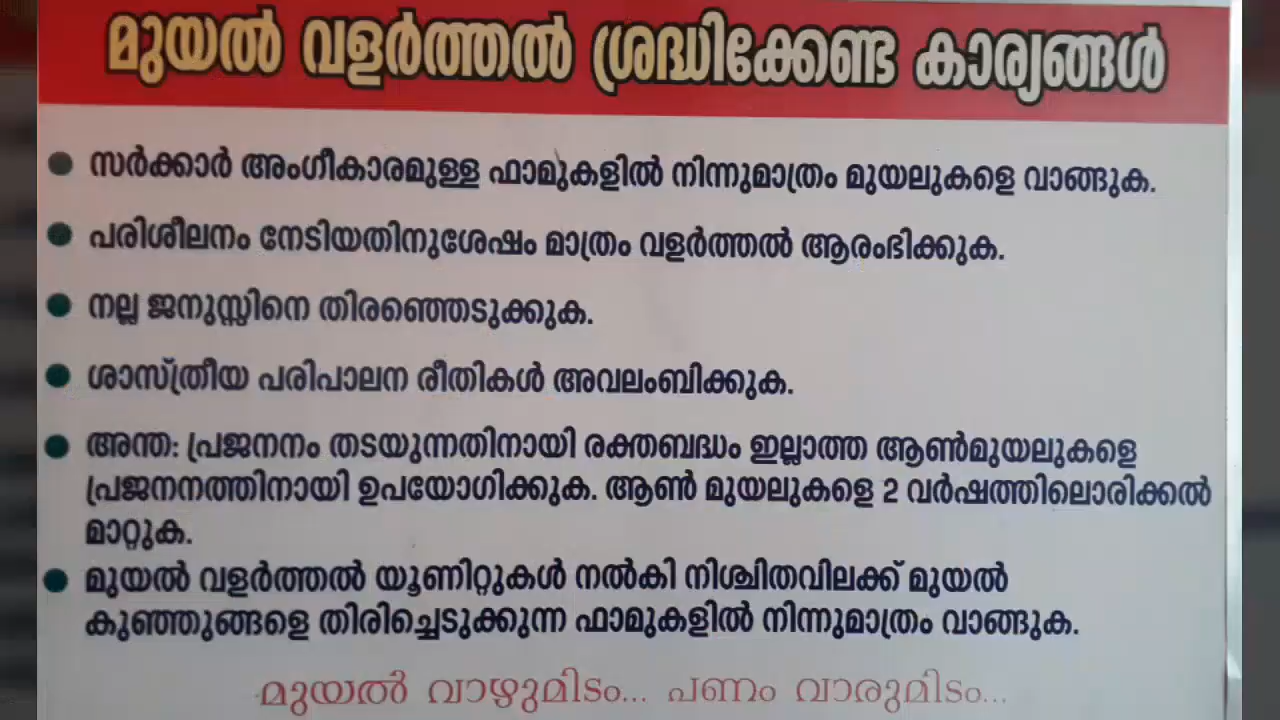 മുയൽ വളർത്തൽ ശ്രദ്ധിക്കേണ്ട കാര്യങ്ങൾ
● സർക്കാർ അംഗീകാരമുള്ള ഫാമുകളിൽ നിന്നുമാത്രം മുയലുകളെ വാങ്ങുക.
● പരിശീലനം നേടിയതിനുശേഷം മാത്രം വളർത്തൽ ആരംഭിക്കുക.
● നല്ല ജനുസ്സിനെ തിരഞ്ഞെടുക്കുക.
● ശാസ്ത്രീയ പരിപാലന രീതികൾ അവലംബിക്കുക.
● അന്ത: പ്രജനനം തടയുന്നതിനായി രക്തബദ്ധം ഇല്ലാത്ത ആൺമുയലുകളെ
പ്രജനനത്തിനായി ഉപയോഗിക്കുക. ആൺ മുയലുകളെ 2 വർഷത്തിലൊരിക്കൽ
മാറ്റുക.
● മുയൽ വളർത്തൽ യൂണിറ്റുകൾ നൽകി നിശ്ചിതവിലക്ക് മുയൽ
കുഞ്ഞുങ്ങളെ തിരിച്ചെടുക്കുന്ന ഫാമുകളിൽ നിന്നുമാത്രം വാങ്ങുക.
മുയൽ വാഴുമിടം... പണം വാരുമിടം...